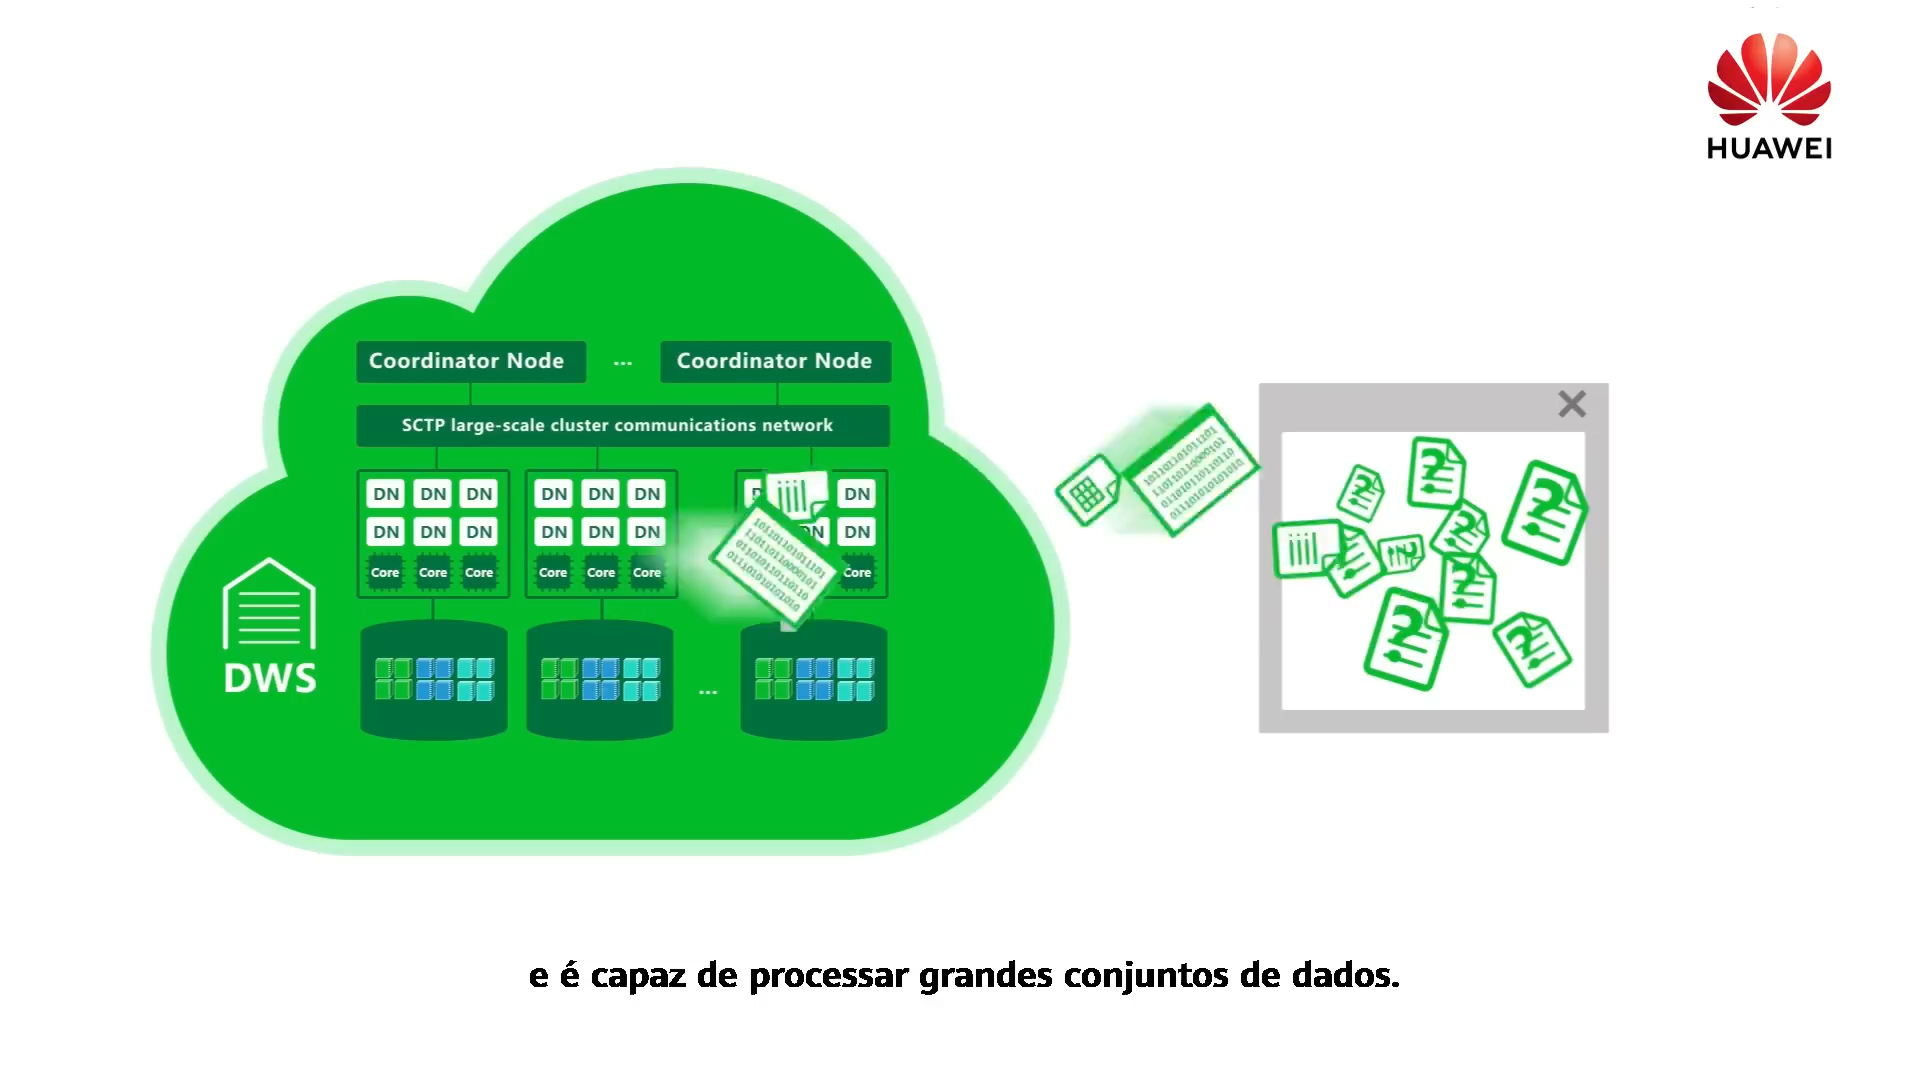 HUAWEI
Coordinator Node ... Coordinator Node
SCTP large-scale cluster communications network
DN DN DN DN DN DN DN
DN DN DN DN DN DN DN DN
Core Core Core Core Core Core Core
DWS
...
e é capaz de processar grandes conjuntos de dados.